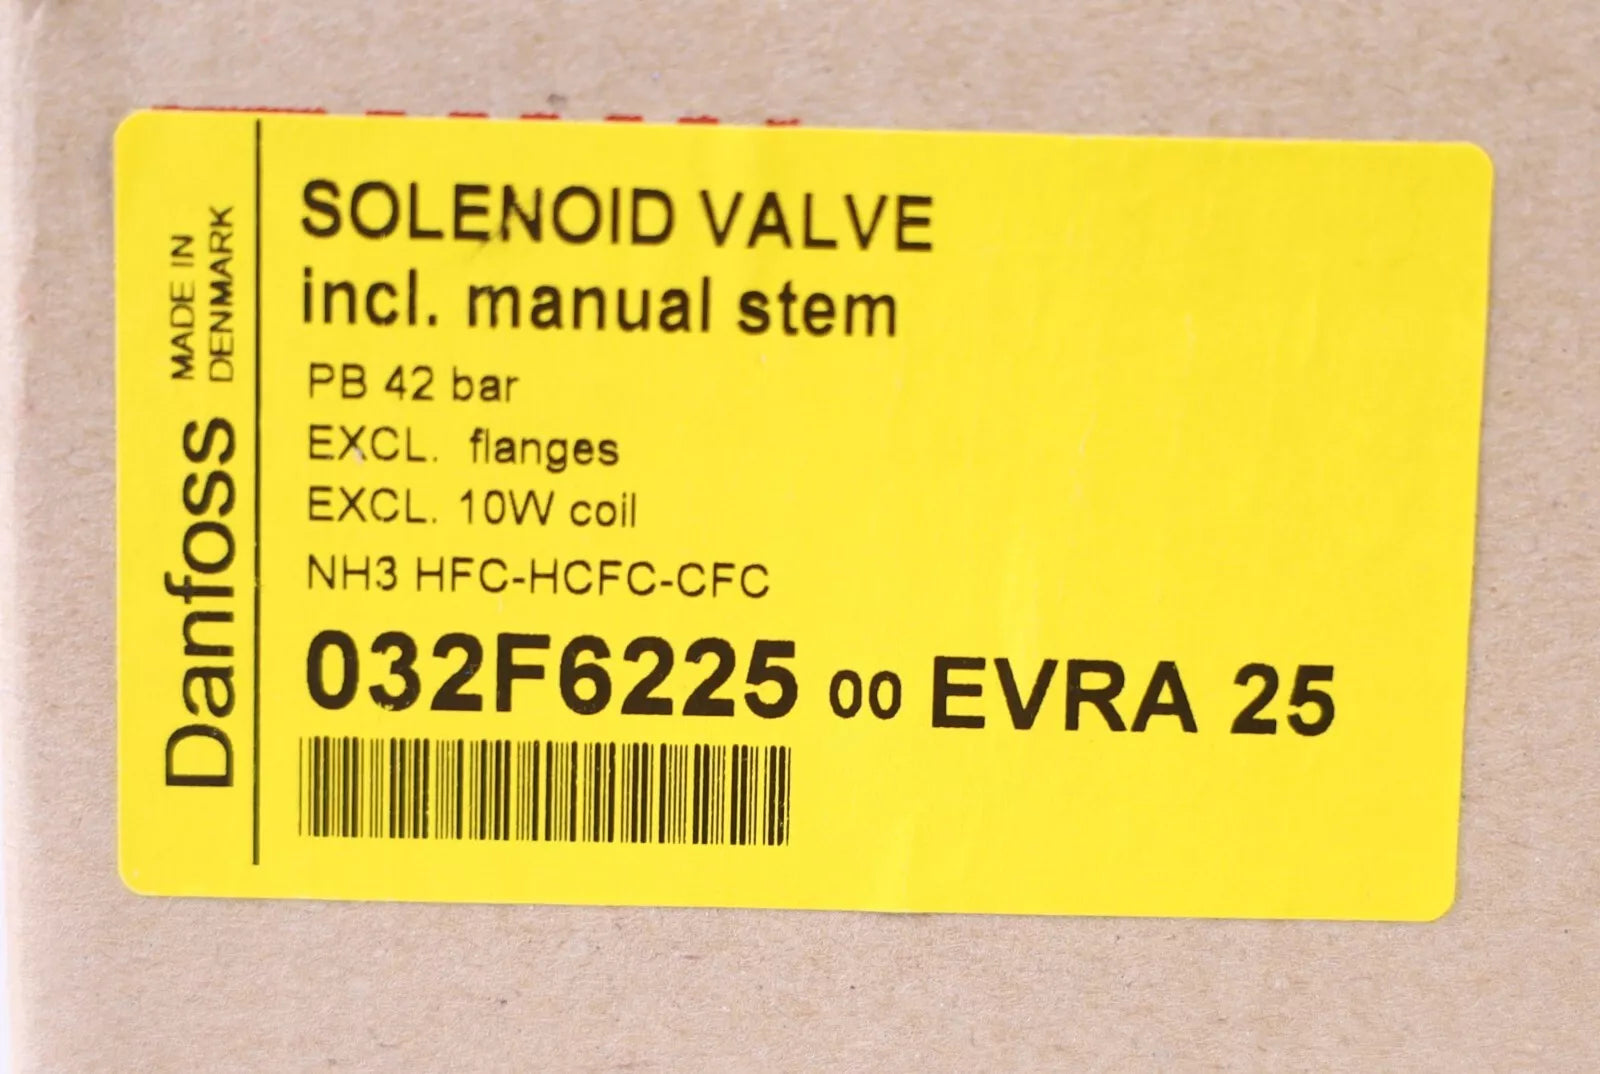 MADE IN
DENMARK
Danfoss
SOLENOID VALVE
incl. manual stem
PB 42 bar
EXCL. flanges
EXCL. 10W coil
NH3 HFC-HCFC-CFC
032F6225 00 EVRA 25